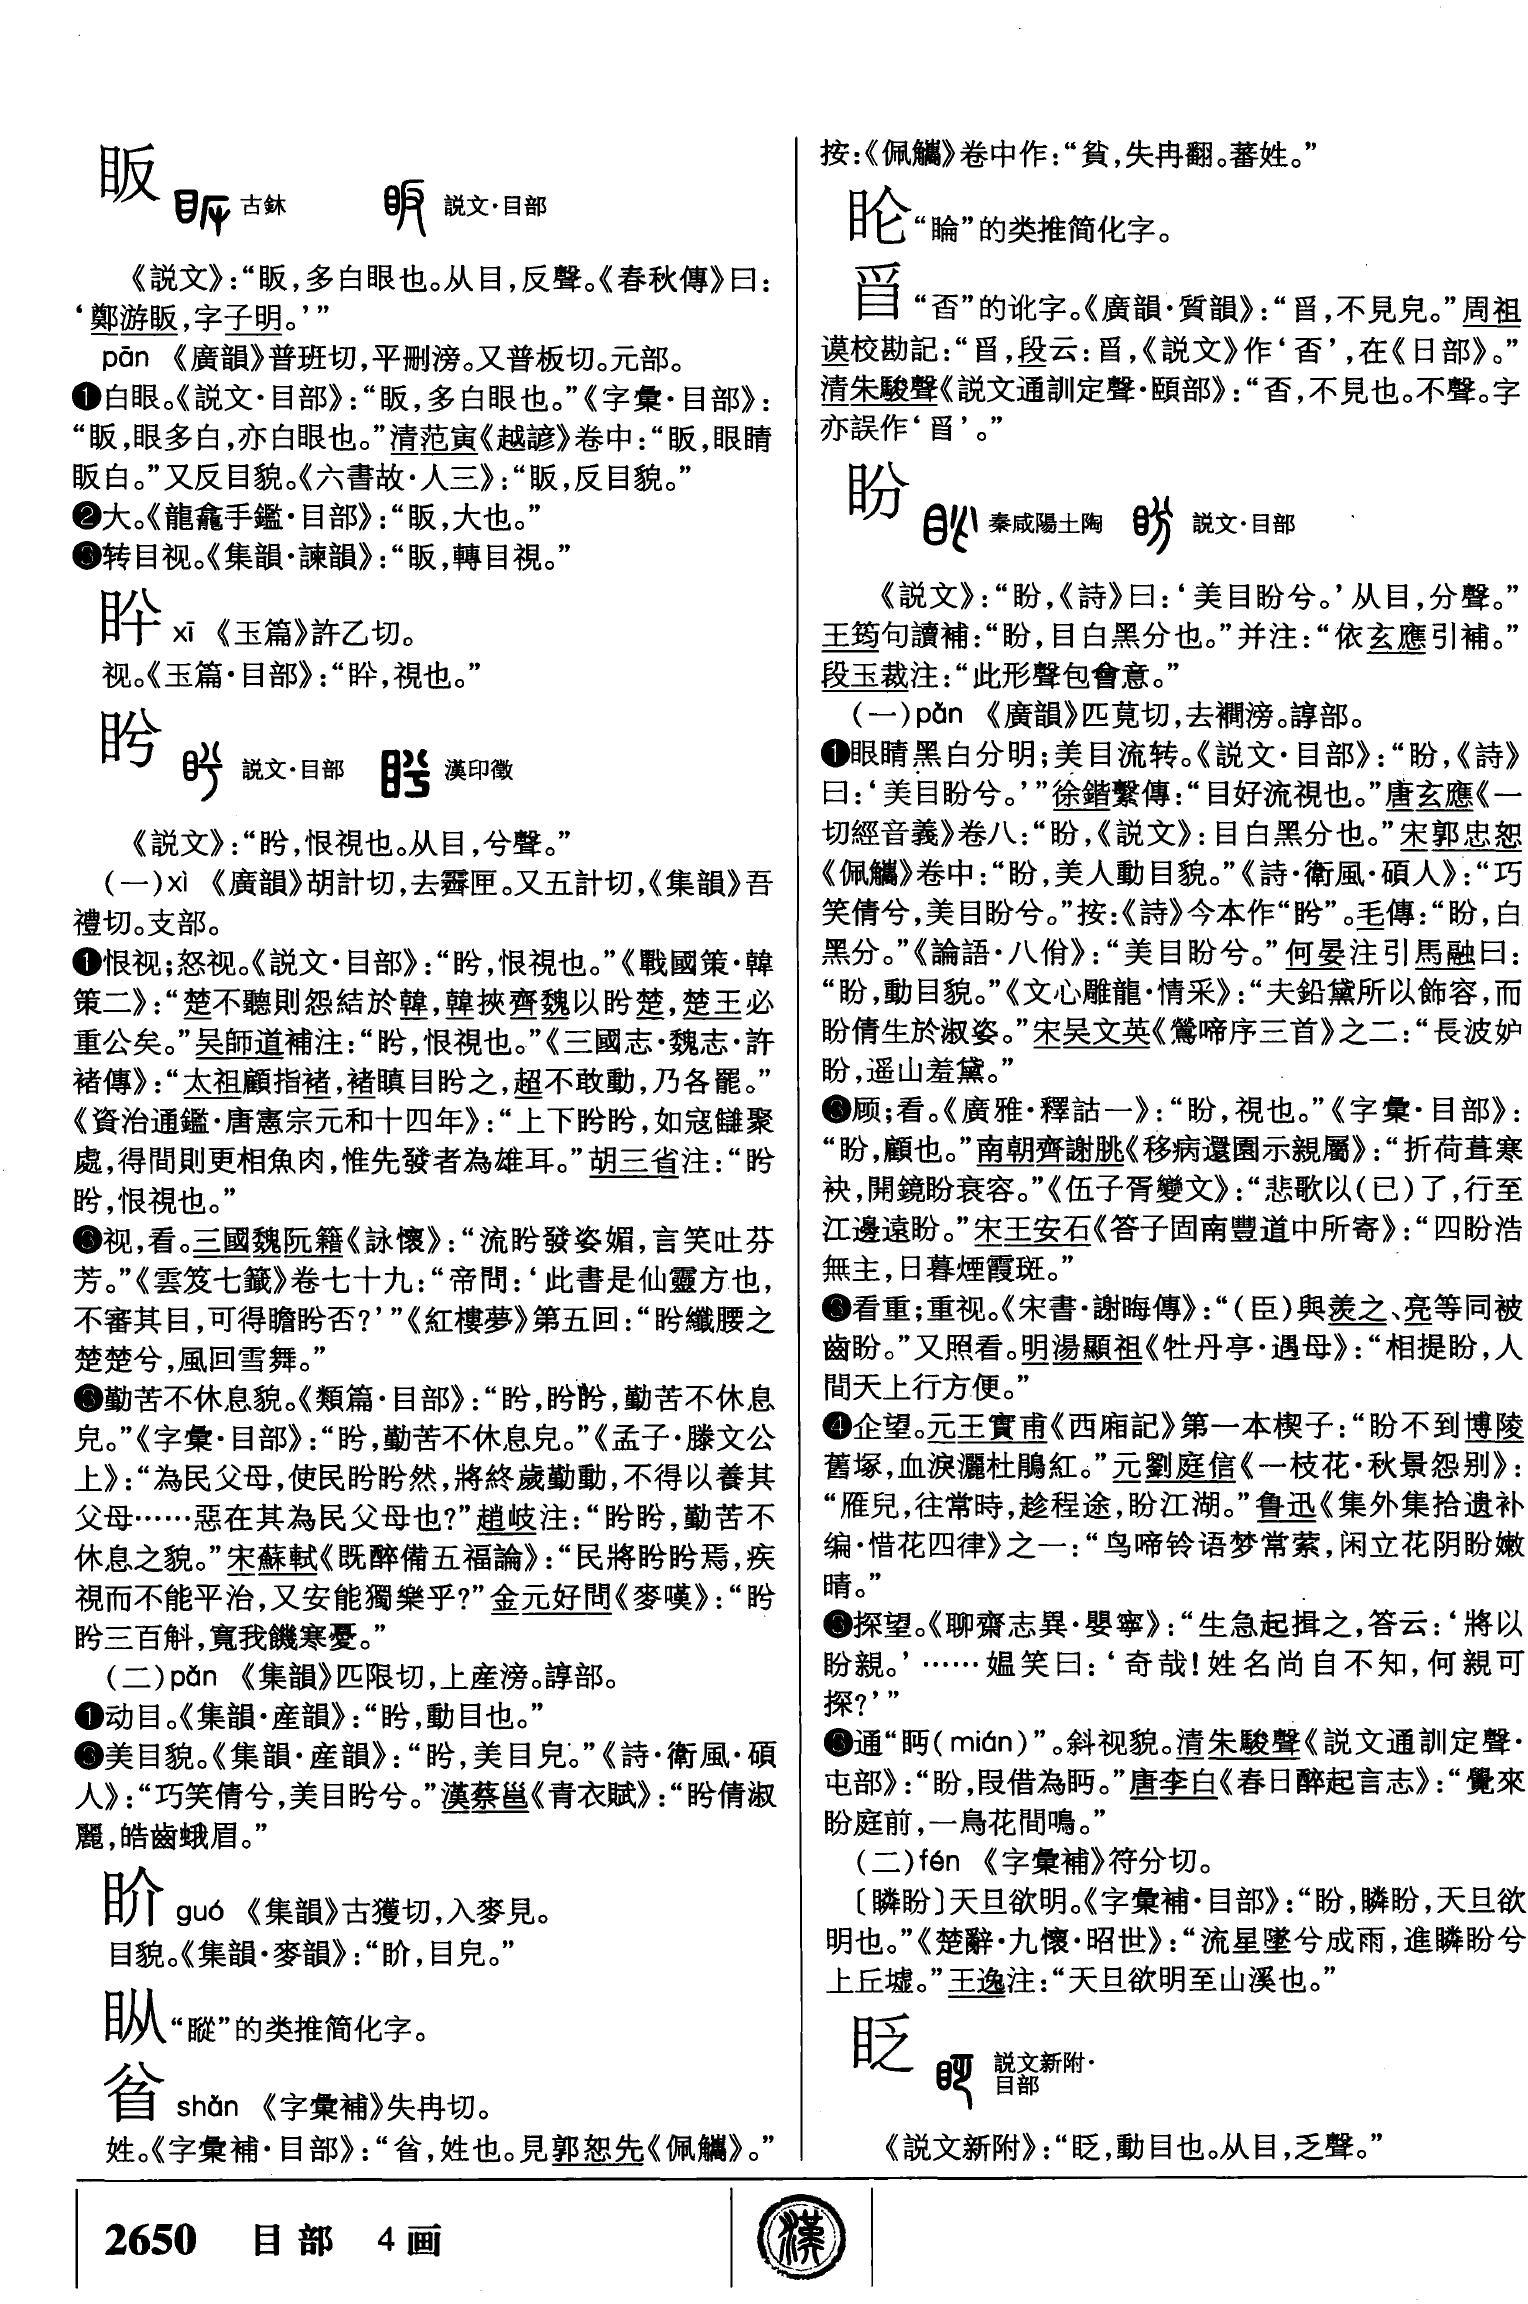 眅 古鉥 説文·目部
《説文》：“眅，多白眼也。从目，反聲。《春秋傳》曰：
‘鄭游眅，字子明。’”
pān 《廣韻》普班切，平刪滂。又普板切。元部。
❶白眼。《説文·目部》：“眅，多白眼也。”《字彙·目部》：
“眅，眼多白，亦白眼也。”清范寅《越諺》卷中：“眅，眼睛
眅白。”又反目貌。《六書故·人三》：“眅，反目貌。”
❷大。《龍龕手鑑·目部》：“眅，大也。”
❸转目视。《集韻·諫韻》：“眅，轉目視。”
xī 《玉篇》許乙切。
视。《玉篇·目部》：“，視也。”
盻 説文·目部 漢印徵
《説文》：“盻，恨視也。从目，兮聲。”
（一）xì 《廣韻》胡計切，去霽匣。又五計切，《集韻》吾
禮切。支部。
❶恨视；怒视。《説文·目部》：“盻，恨視也。”《戰國策·韓
策二》：“楚不聽則怨結於韓，韓挾齊魏以盻楚，楚王必
重公矣。”吴師道補注：“盻，恨視也。”《三國志·魏志·許
褚傳》：“太祖顧指褚，褚瞋目盻之，超不敢動，乃各罷。”
《資治通鑑·唐憲宗元和十四年》：“上下盻盻，如寇讎聚
處，得間則更相魚肉，惟先發者為雄耳。”胡三省注：“盻
盻，恨視也。”
❷视，看。三國魏阮籍《詠懷》：“流盻發姿媚，言笑吐芬
芳。”《雲笈七籤》卷七十九：“帝問：‘此書是仙靈方也，
不審其目，可得瞻盻否？’”《紅樓夢》第五回：“盻纖腰之
楚楚兮，風回雪舞。”
❸勤苦不休息貌。《類篇·目部》：“盻，盻盻，勤苦不休息
皃。”《字彙·目部》：“盻，勤苦不休息皃。”《孟子·滕文公
上》：“為民父母，使民盻盻然，將終歲勤動，不得以養其
父母……惡在其為民父母也？”趙岐注：“盻盻，勤苦不
休息之貌。”宋蘇軾《既醉備五福論》：“民將盻盻焉，疾
視而不能平治，又安能獨樂乎？”金元好問《麥嘆》：“盻
盻三百斛，寬我饑寒憂。”
（二）pǎn 《集韻》匹限切，上産滂。諄部。
❶动目。《集韻·産韻》：“盻，動目也。”
❷美目貌。《集韻·産韻》：“盻，美目皃。”《詩·衛風·碩
人》：“巧笑倩兮，美目盻兮。”漢蔡邕《青衣賦》：“盻倩淑
麗，皓齒蛾眉。”
guó 《集韻》古獲切，入麥見。
目貌。《集韻·麥韻》：“，目皃。”
“瞛”的类推简化字。
shǎn 《字彙補》失冉切。
姓。《字彙補·目部》：“，姓也。見郭恕先《佩觿》。”
按：《佩觿》卷中作：“貟，失冉翻。蕃姓。”
“睔”的类推简化字。
“㫘”的讹字。《廣韻·質韻》：“，不見皃。”周祖
谟校勘記：“，段云：，《説文》作‘㫘’，在《日部》。”
清朱駿聲《説文通訓定聲·頤部》：“㫘，不見也。不聲。字
亦誤作‘’。”
盼 秦咸陽土陶 説文·目部
《説文》：“盼，《詩》曰：‘美目盼兮。’从目，分聲。”
王筠句讀補：“盼，目白黑分也。”并注：“依玄應引補。”
段玉裁注：“此形聲包會意。”
（一）pǎn 《廣韻》匹莧切，去襇滂。諄部。
❶眼睛黑白分明；美目流转。《説文·目部》：“盼，《詩》
曰：‘美目盼兮。’”徐鍇繫傳：“目好流視也。”唐玄應《一
切經音義》卷八：“盼，《説文》：目白黑分也。”宋郭忠恕
《佩觿》卷中：“盼，美人動目貌。”《詩·衛風·碩人》：“巧
笑倩兮，美目盼兮。”按：《詩》今本作“盻”。毛傳：“盼，白
黑分。”《論語·八佾》：“美目盼兮。”何晏注引馬融曰：
“盼，動目貌。”《文心雕龍·情采》：“夫鉛黛所以飾容，而
盼倩生於淑姿。”宋吴文英《鶯啼序三首》之二：“長波妒
盼，遥山羞黛。”
❷顾；看。《廣雅·釋詁一》：“盼，視也。”《字彙·目部》：
“盼，顧也。”南朝齊謝朓《移病還園示親屬》：“折荷葺寒
袂，開鏡盼衰容。”《伍子胥變文》：“悲歌以（已）了，行至
江邊遠盼。”宋王安石《答子固南豐道中所寄》：“四盼浩
無主，日暮煙霞斑。”
❸看重；重视。《宋書·謝晦傳》：“（臣）與羨之、亮等同被
齒盼。”又照看。明湯顯祖《牡丹亭·遇母》：“相提盼，人
間天上行方便。”
❹企望。元王實甫《西廂記》第一本楔子：“盼不到博陵
舊塚，血淚灑杜鵑紅。”元劉庭信《一枝花·秋景怨别》：
“雁兒，往常時，趁程途，盼江湖。”鲁迅《集外集拾遗补
编·惜花四律》之一：“鸟啼铃语梦常萦，闲立花阴盼嫩
晴。”
❺探望。《聊齋志異·嬰寧》：“生急起揖之，答云：‘將以
盼親。’……媪笑曰：‘奇哉！姓名尚自不知，何親可
探？’”
❻通“眄（mián）”。斜视貌。清朱駿聲《説文通訓定聲·
屯部》：“盼，叚借為眄。”唐李白《春日醉起言志》：“覺來
盼庭前，一鳥花間鳴。”
（二）fén 《字彙補》符分切。
〔瞵盼〕天旦欲明。《字彙補·目部》：“盼，瞵盼，天旦欲
明也。”《楚辭·九懷·昭世》：“流星墜兮成雨，進瞵盼兮
上丘墟。”王逸注：“天旦欲明至山溪也。”
眨 説文新附·
目部
《説文新附》：“眨，動目也。从目，乏聲。”
2650 目部 4画
漢